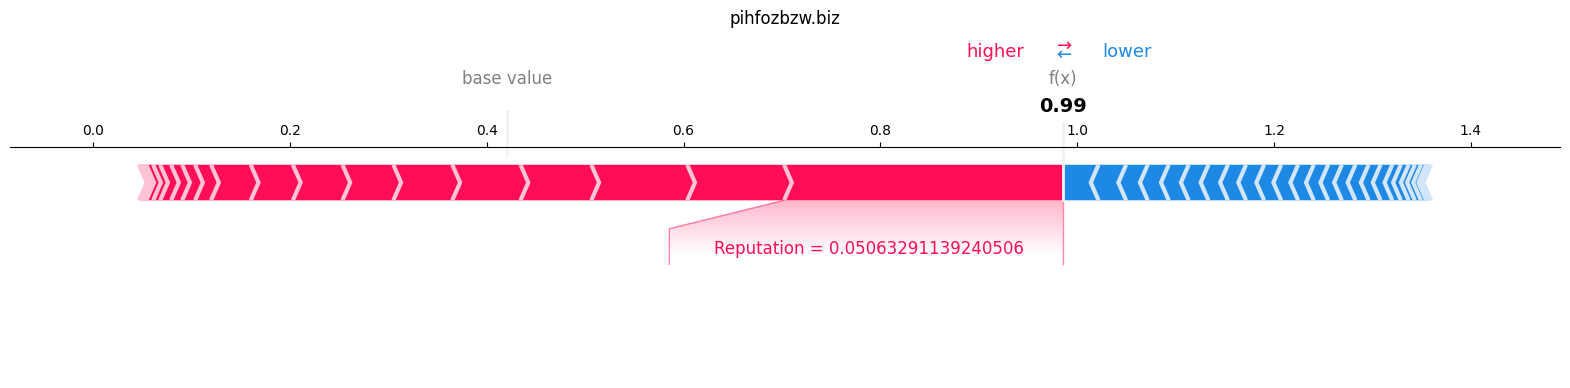 pihfozbzw.biz
higher ⇄ lower
base value f(x)
0.99
0.0 0.2 0.4 0.6 0.8 1.0 1.2 1.4
Reputation = 0.05063291139240506